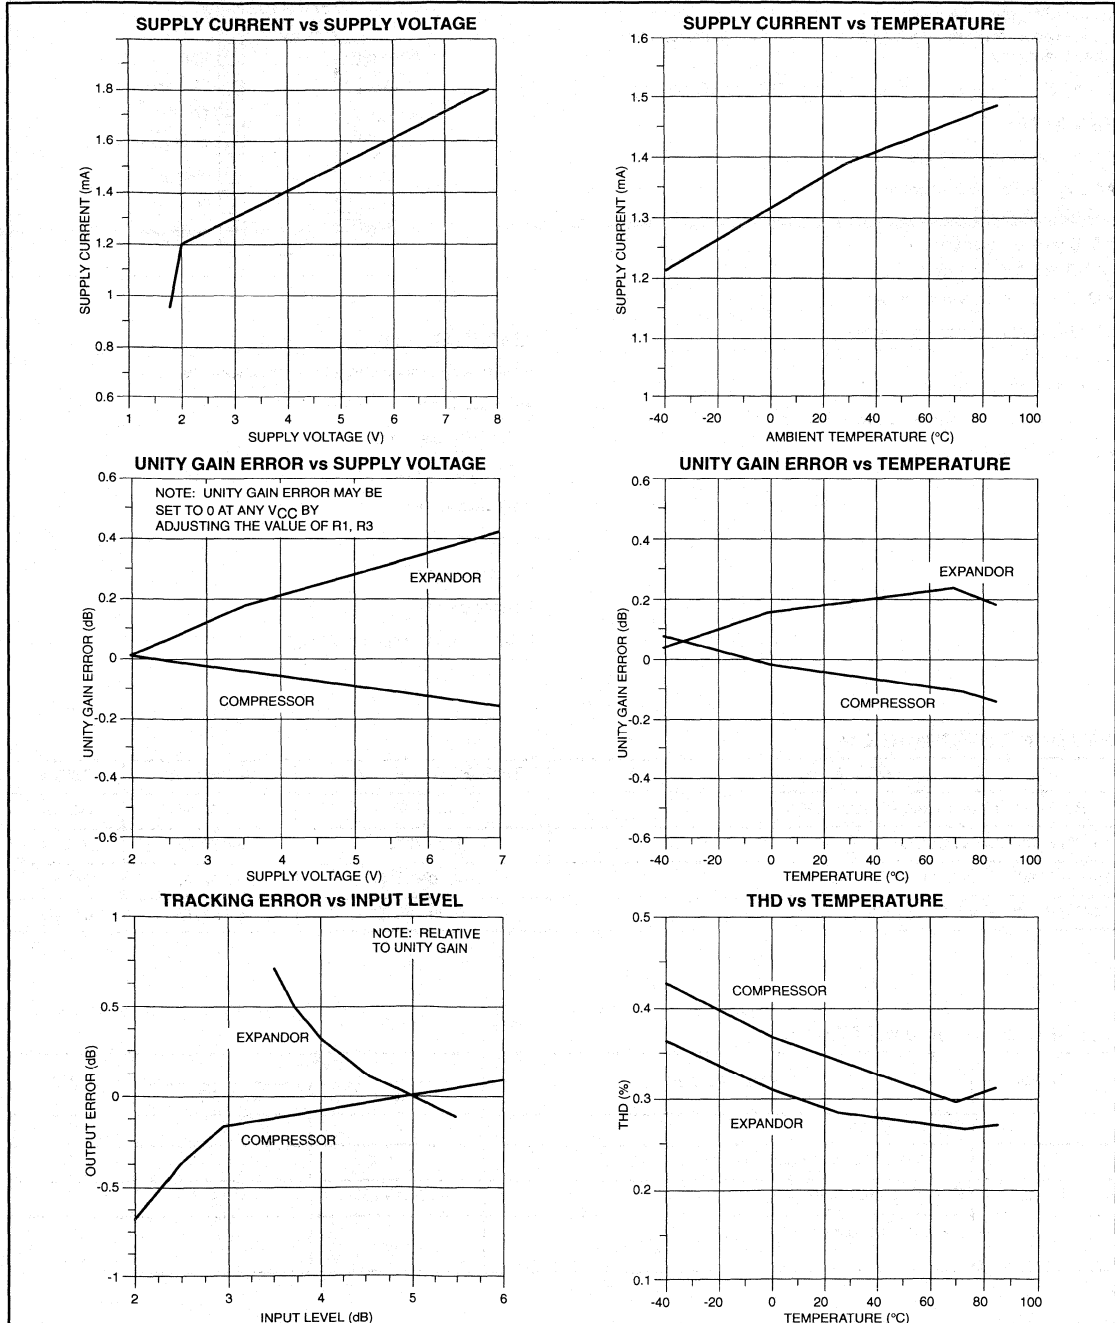 SUPPLY CURRENT vs SUPPLY VOLTAGE
1.8
1.6
1.4
1.2
1
0.8
0.6
SUPPLY CURRENT (mA)
1 2 3 4 5 6 7 8
SUPPLY VOLTAGE (V)
SUPPLY CURRENT vs TEMPERATURE
1.6
1.5
1.4
1.3
1.2
1.1
1
SUPPLY CURRENT (mA)
-40 -20 0 20 40 60 80 100
AMBIENT TEMPERATURE (°C)
UNITY GAIN ERROR vs SUPPLY VOLTAGE
NOTE: UNITY GAIN ERROR MAY BE
SET TO 0 AT ANY VCC BY
ADJUSTING THE VALUE OF R1, R3
0.6
0.4
0.2
0
-0.2
-0.4
-0.6
UNITY GAIN ERROR (dB)
EXPANDOR
COMPRESSOR
2 3 4 5 6 7
SUPPLY VOLTAGE (V)
UNITY GAIN ERROR vs TEMPERATURE
0.6
0.4
0.2
0
-0.2
-0.4
-0.6
UNITY GAIN ERROR (dB)
EXPANDOR
COMPRESSOR
-40 -20 0 20 40 60 80 100
TEMPERATURE (°C)
TRACKING ERROR vs INPUT LEVEL
NOTE: RELATIVE
TO UNITY GAIN
1
0.5
0
-0.5
-1
OUTPUT ERROR (dB)
EXPANDOR
COMPRESSOR
2 3 4 5 6
INPUT LEVEL (dB)
THD vs TEMPERATURE
0.5
0.4
0.3
0.2
0.1
THD (%)
COMPRESSOR
EXPANDOR
-40 -20 0 20 40 60 80 100
TEMPERATURE (°C)